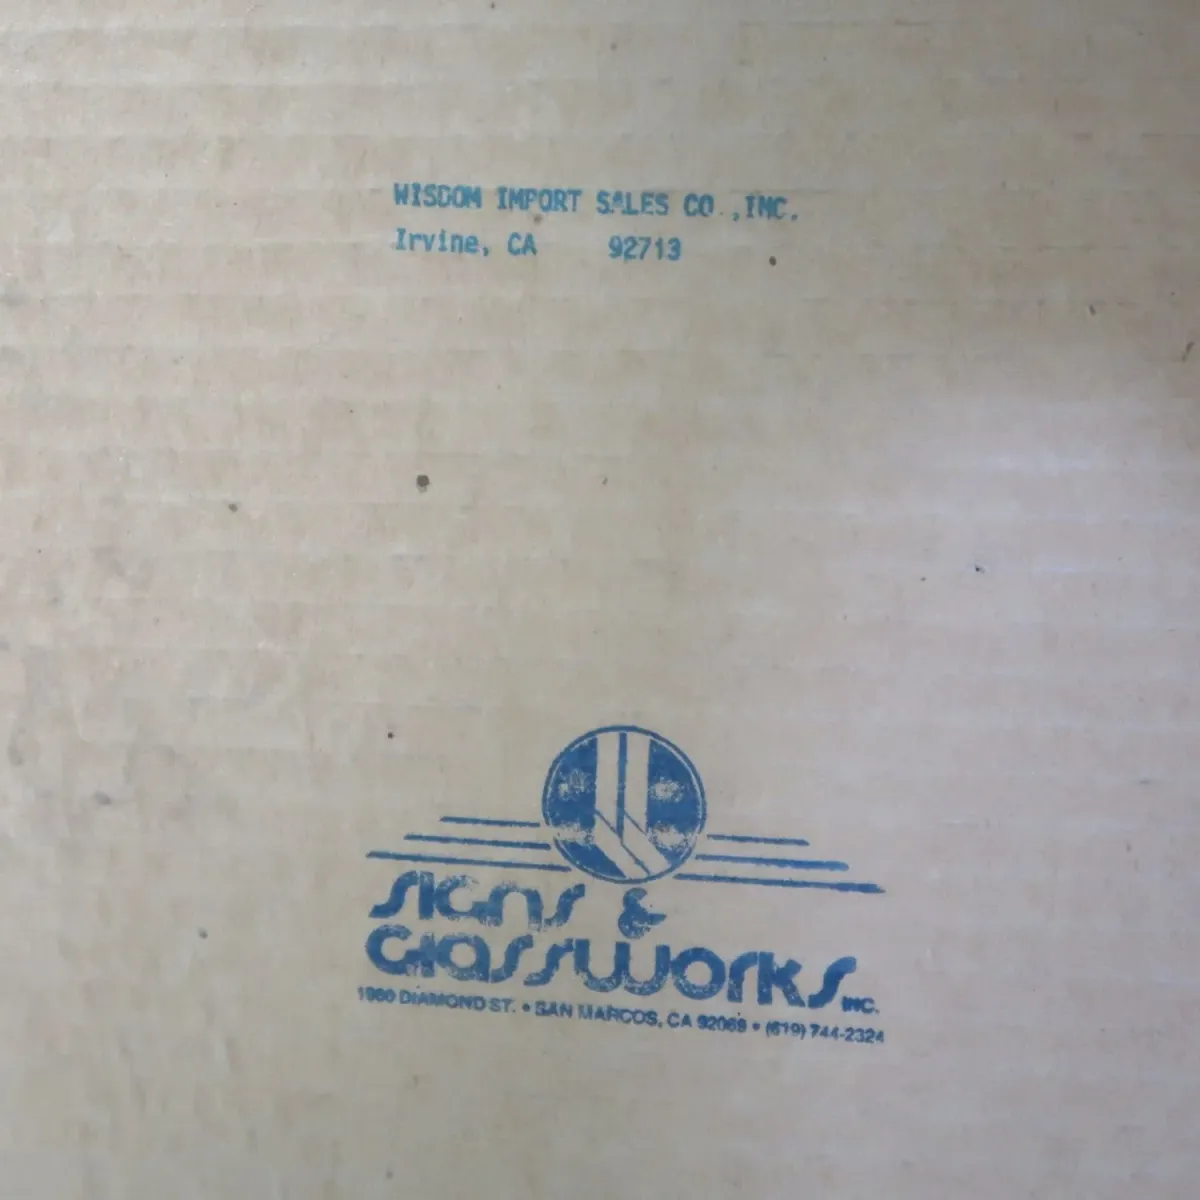 WISDOM IMPORT SALES CO.,INC.
Irvine, CA 92713
SIGNS &
GLASSWORKS INC.
1960 DIAMOND ST. • SAN MARCOS, CA 92069 • (619) 744-2324